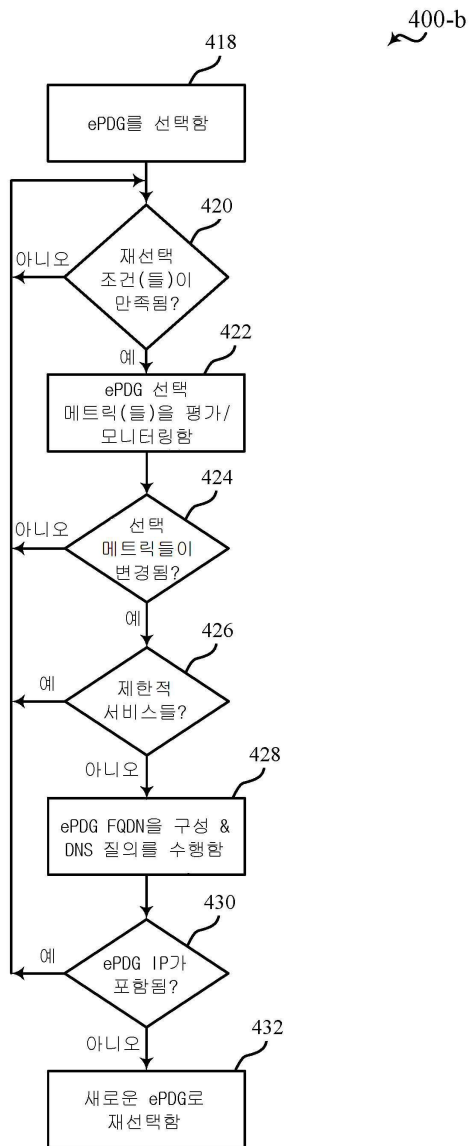 400-b
418
ePDG를 선택함
420
재선택
조건(들)이
만족됨?
아니오
예
422
ePDG 선택
메트릭(들)을 평가/
모니터링함
424
선택
메트릭들이
변경됨?
아니오
예
426
제한적
서비스들?
예
아니오
428
ePDG FQDN을 구성 &
DNS 질의를 수행함
430
ePDG IP가
포함됨?
예
아니오
432
새로운 ePDG로
재선택함